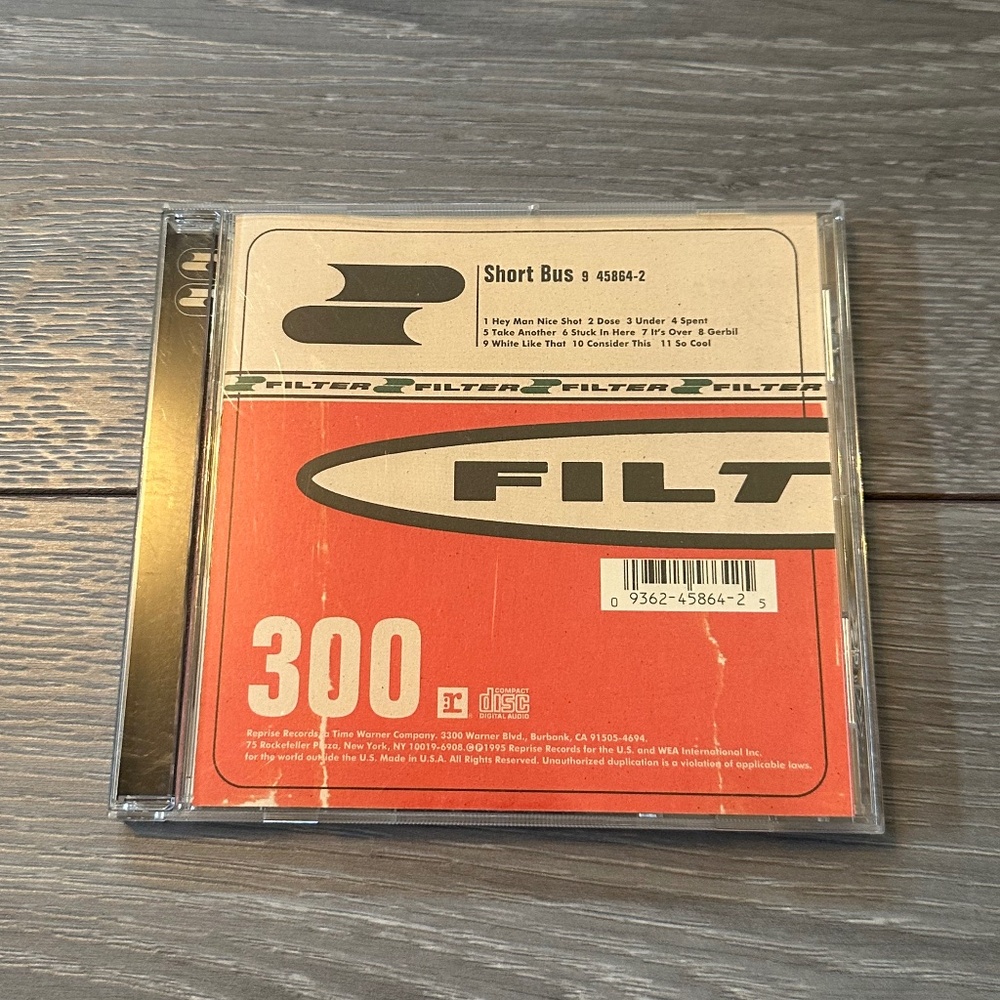 Short Bus 9 45864-2
1 Hey Man Nice Shot 2 Dose 3 Under 4 Spent
5 Take Another 6 Stuck In Here 7 It's Over 8 Gerbil
9 White Like That 10 Consider This 11 So Cool
FILTER FILTER FILTER FILTER
FILT
0 9362-45864-2 5
300
r
COMPACT
disc
DIGITAL AUDIO
Reprise Records, a Time Warner Company. 3300 Warner Blvd., Burbank, CA 91505-4694.
75 Rockefeller Plaza, New York, NY 10019-6908.©℗1995 Reprise Records for the U.S. and WEA International Inc.
for the world outside the U.S. Made in U.S.A. All Rights Reserved. Unauthorized duplication is a violation of applicable laws.